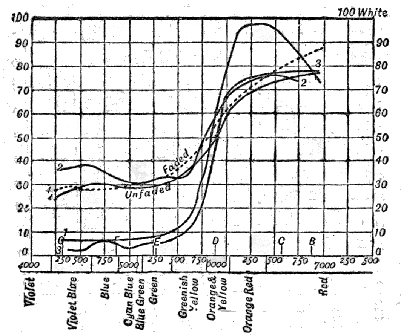 100 White
100
90
80
70
60
50
40
30
20
10
0
90
80
70
60
50
40
30
20
10
0
3
2
2
Faded
Unfaded
1
1
G
3
F
E
D
C
B
4000 250 500 750 5000 250 500 750 6000 250 500 750 7000 250 500
Violet
Violet Blue
Blue
Cyan Blue
Blue Green
Green
Greenish Yellow
Orange & Yellow
Orange Red
Red